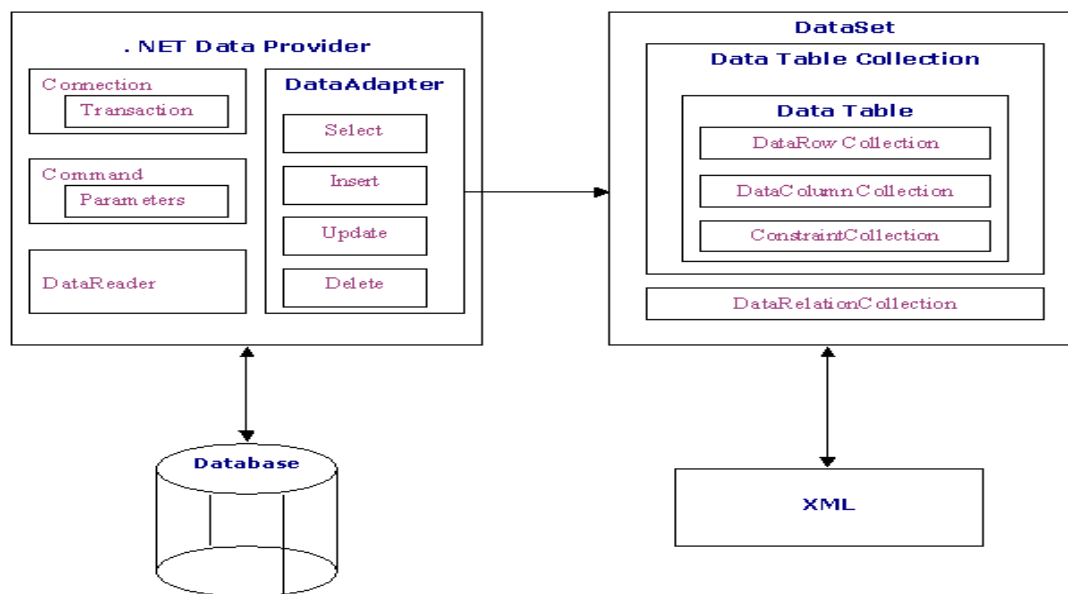 . NET Data Provider
Connection
Transaction
Command
Parameters
DataReader
DataAdapter
Select
Insert
Update
Delete
DataSet
Data Table Collection
Data Table
DataRow Collection
DataColumnCollection
ConstraintCollection
DataRelationCollection
Database
XML